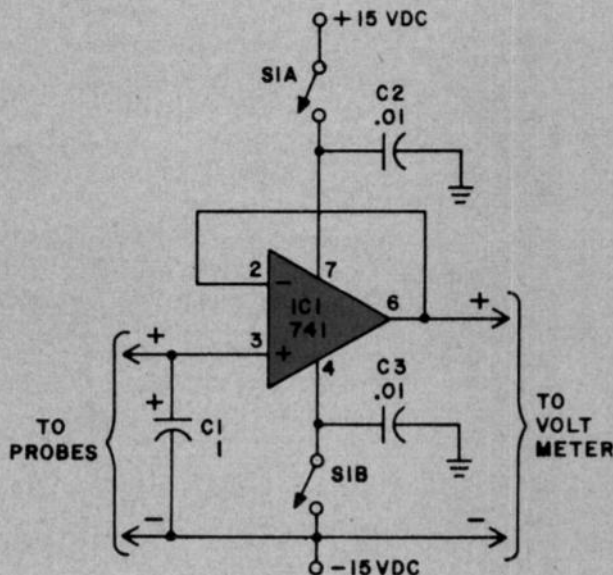 +15 VDC
S1A
C2
.01
2
7
−
IC1
741
6
+
3
+
4
+
C3
.01
TO
PROBES
+
C1
1
TO
VOLT
METER
S1B
−
−
−15 VDC